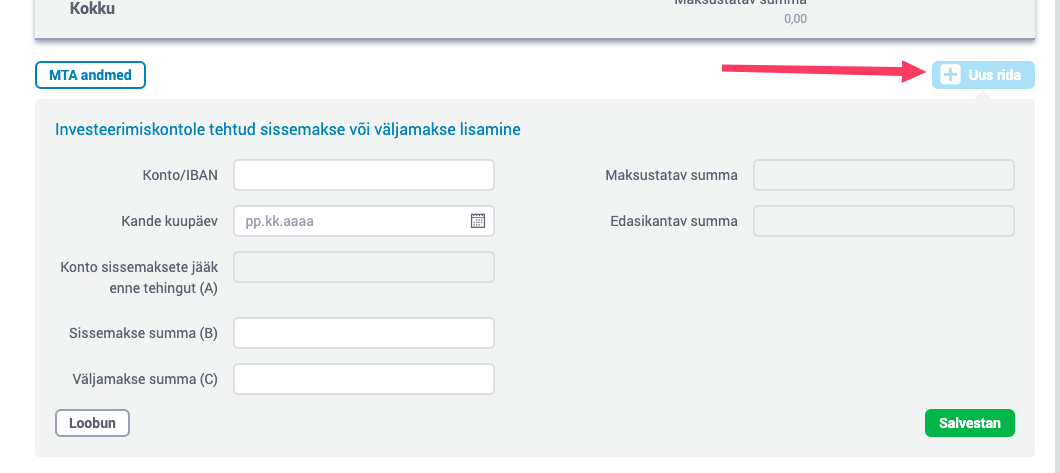 Kokku
Maksustatav summa
0,00
MTA andmed
Uus rida
Investeerimiskontole tehtud sissemakse või väljamakse lisamine
Konto/IBAN
Maksustatav summa
Kande kuupäev
pp.kk.aaaa
Edasikantav summa
Konto sissemaksete jääk
enne tehingut (A)
Sissemakse summa (B)
Väljamakse summa (C)
Loobun
Salvestan